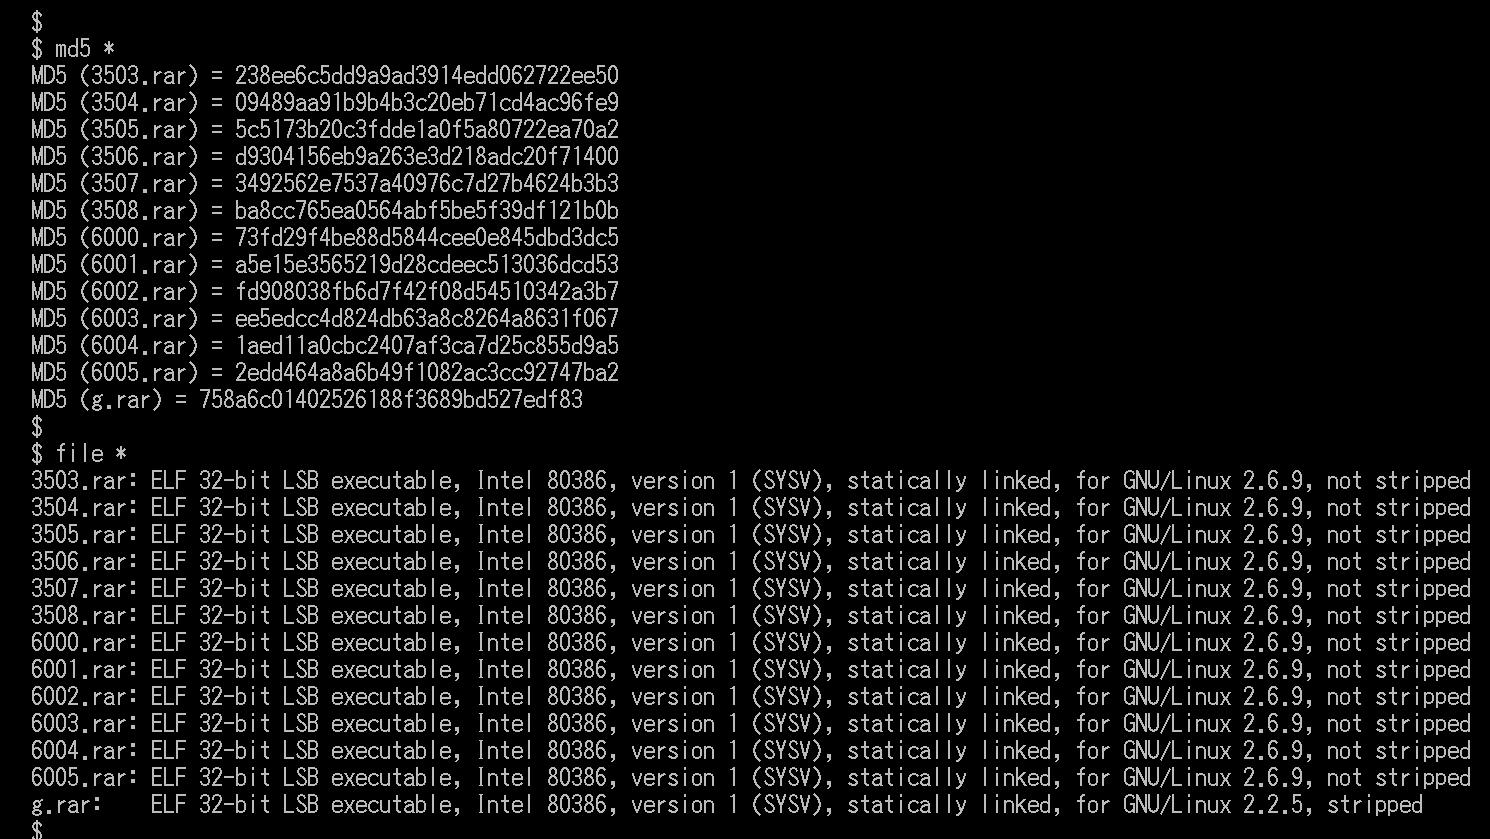 $
$ md5 *
MD5 (3503.rar) = 238ee6c5dd9a9ad3914edd062722ee50
MD5 (3504.rar) = 09489aa91b9b4b3c20eb71cd4ac96fe9
MD5 (3505.rar) = 5c5173b20c3fdde1a0f5a80722ea70a2
MD5 (3506.rar) = d9304156eb9a263e3d218adc20f71400
MD5 (3507.rar) = 3492562e7537a40976c7d27b4624b3b3
MD5 (3508.rar) = ba8cc765ea0564abf5be5f39df121b0b
MD5 (6000.rar) = 73fd29f4be88d5844cee0e845dbd3dc5
MD5 (6001.rar) = a5e15e3565219d28cdeec513036dcd53
MD5 (6002.rar) = fd908038fb6d7f42f08d54510342a3b7
MD5 (6003.rar) = ee5edcc4d824db63a8c8264a8631f067
MD5 (6004.rar) = 1aed11a0cbc2407af3ca7d25c855d9a5
MD5 (6005.rar) = 2edd464a8a6b49f1082ac3cc92747ba2
MD5 (g.rar) = 758a6c01402526188f3689bd527edf83
$
$ file *
3503.rar: ELF 32-bit LSB executable, Intel 80386, version 1 (SYSV), statically linked, for GNU/Linux 2.6.9, not stripped
3504.rar: ELF 32-bit LSB executable, Intel 80386, version 1 (SYSV), statically linked, for GNU/Linux 2.6.9, not stripped
3505.rar: ELF 32-bit LSB executable, Intel 80386, version 1 (SYSV), statically linked, for GNU/Linux 2.6.9, not stripped
3506.rar: ELF 32-bit LSB executable, Intel 80386, version 1 (SYSV), statically linked, for GNU/Linux 2.6.9, not stripped
3507.rar: ELF 32-bit LSB executable, Intel 80386, version 1 (SYSV), statically linked, for GNU/Linux 2.6.9, not stripped
3508.rar: ELF 32-bit LSB executable, Intel 80386, version 1 (SYSV), statically linked, for GNU/Linux 2.6.9, not stripped
6000.rar: ELF 32-bit LSB executable, Intel 80386, version 1 (SYSV), statically linked, for GNU/Linux 2.6.9, not stripped
6001.rar: ELF 32-bit LSB executable, Intel 80386, version 1 (SYSV), statically linked, for GNU/Linux 2.6.9, not stripped
6002.rar: ELF 32-bit LSB executable, Intel 80386, version 1 (SYSV), statically linked, for GNU/Linux 2.6.9, not stripped
6003.rar: ELF 32-bit LSB executable, Intel 80386, version 1 (SYSV), statically linked, for GNU/Linux 2.6.9, not stripped
6004.rar: ELF 32-bit LSB executable, Intel 80386, version 1 (SYSV), statically linked, for GNU/Linux 2.6.9, not stripped
6005.rar: ELF 32-bit LSB executable, Intel 80386, version 1 (SYSV), statically linked, for GNU/Linux 2.6.9, not stripped
g.rar:    ELF 32-bit LSB executable, Intel 80386, version 1 (SYSV), statically linked, for GNU/Linux 2.2.5, stripped
$